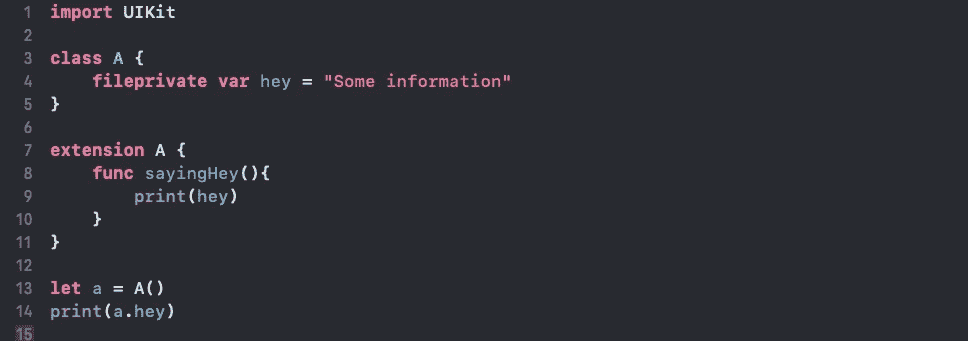 1 import UIKit
2
3 class A {
4     fileprivate var hey = "Some information"
5 }
6
7 extension A {
8     func sayingHey(){
9         print(hey)
10     }
11 }
12
13 let a = A()
14 print(a.hey)
15